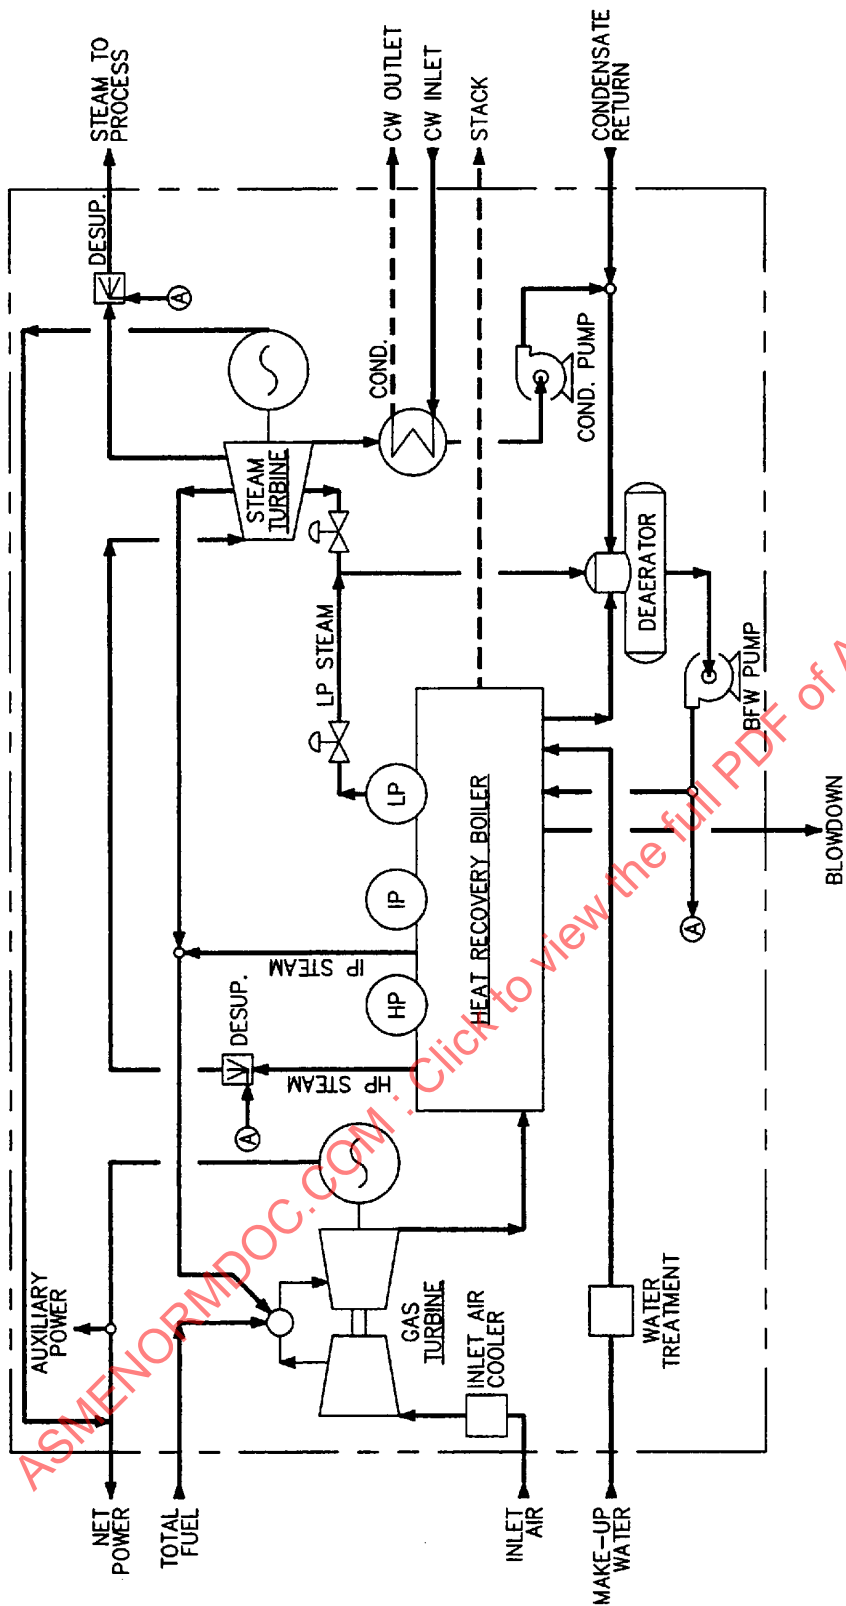 STEAM TO
PROCESS
CW OUTLET
CW INLET
STACK
CONDENSATE
RETURN
DESUP.
A
COND.
COND. PUMP
STEAM
TURBINE
LP STEAM
DEAERATOR
BFW PUMP
LP
IP
HP
HEAT RECOVERY BOILER
BLOWDOWN
A
IP STEAM
HP STEAM
DESUP.
A
GAS
TURBINE
INLET AIR
COOLER
WATER
TREATMENT
AUXILIARY
POWER
NET
POWER
TOTAL
FUEL
INLET
AIR
MAKE-UP
WATER
ASMENORMDOC.COM : Click to view the full PDF of A